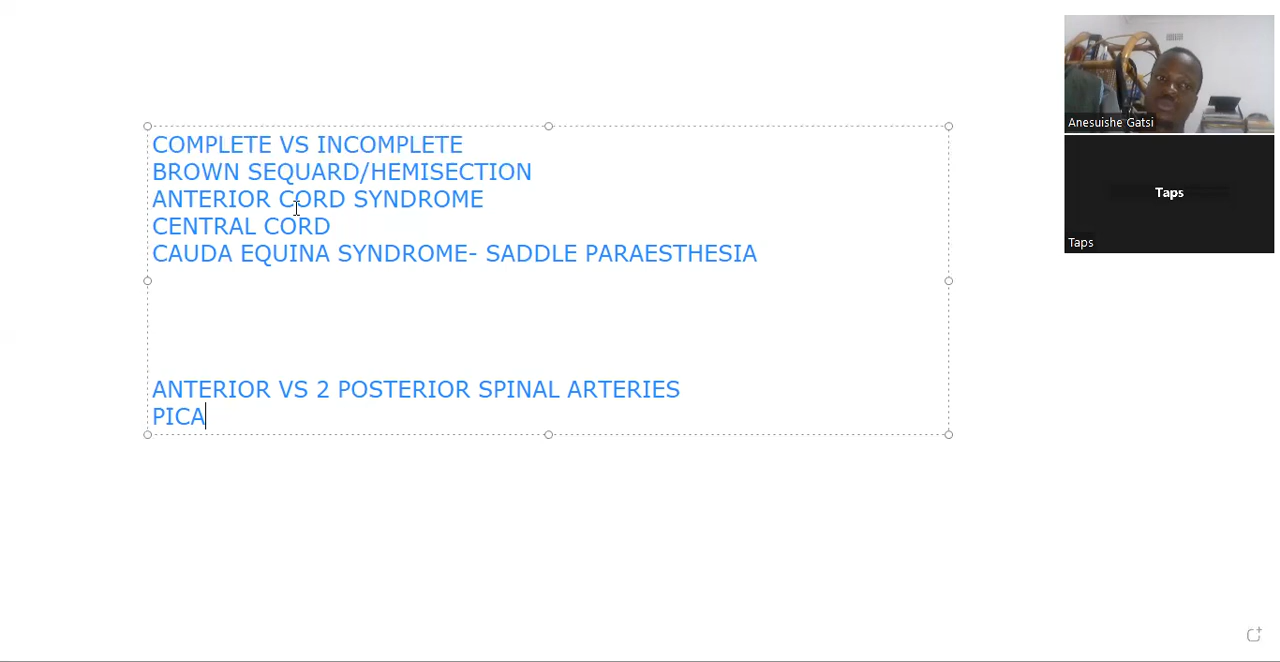 COMPLETE VS INCOMPLETE
BROWN SEQUARD/HEMISECTION
ANTERIOR CORD SYNDROME
CENTRAL CORD
CAUDA EQUINA SYNDROME- SADDLE PARAESTHESIA
ANTERIOR VS 2 POSTERIOR SPINAL ARTERIES
PICA
Anesuishe Gatsi
Taps
Taps